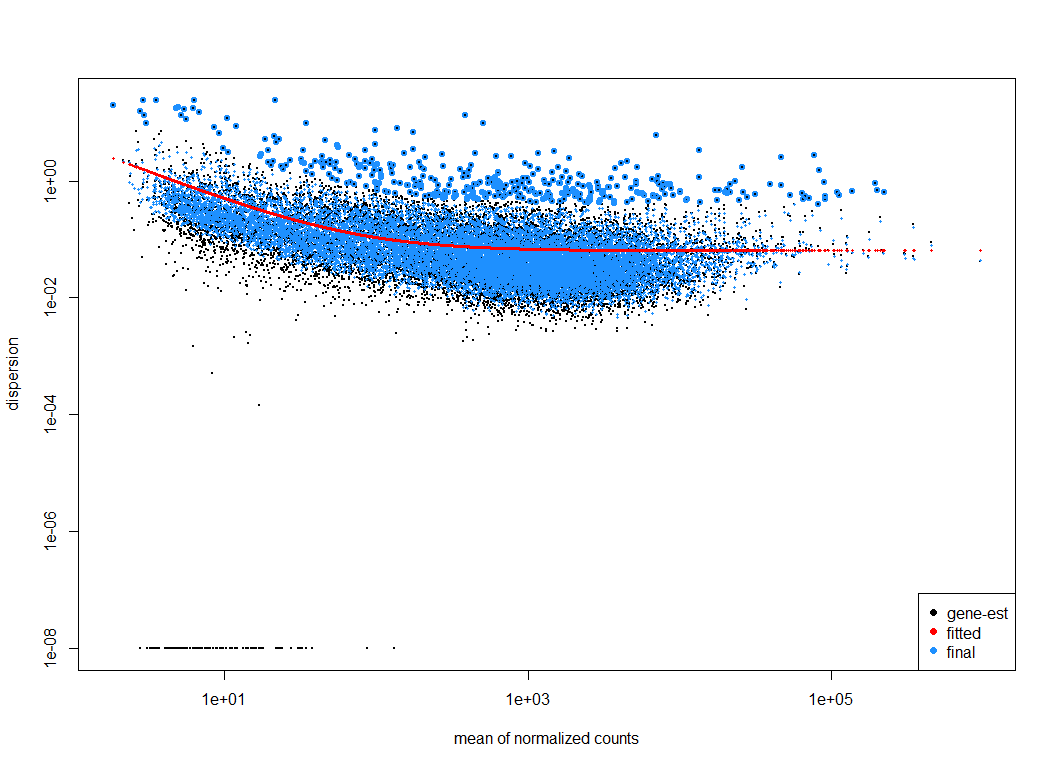 dispersion
1e+00
1e-02
1e-04
1e-06
1e-08
gene-est
fitted
final
1e+01
1e+03
1e+05
mean of normalized counts